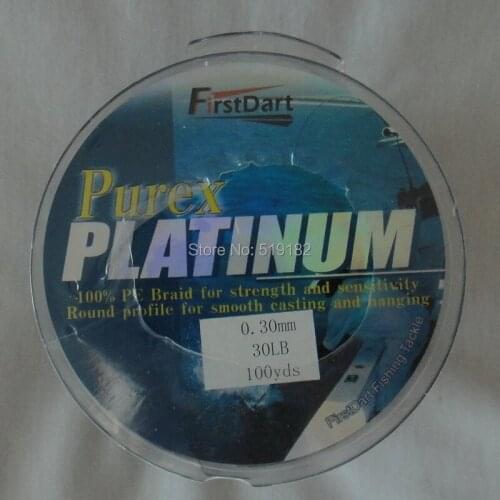 FirstDart
Purex
PLATINUM
Store No: 519182
100% PE Braid for strength and sensitivity
Round profile for smooth casting and hanging
0.30mm
30LB
100yds
FirstDart Fishing Tackle